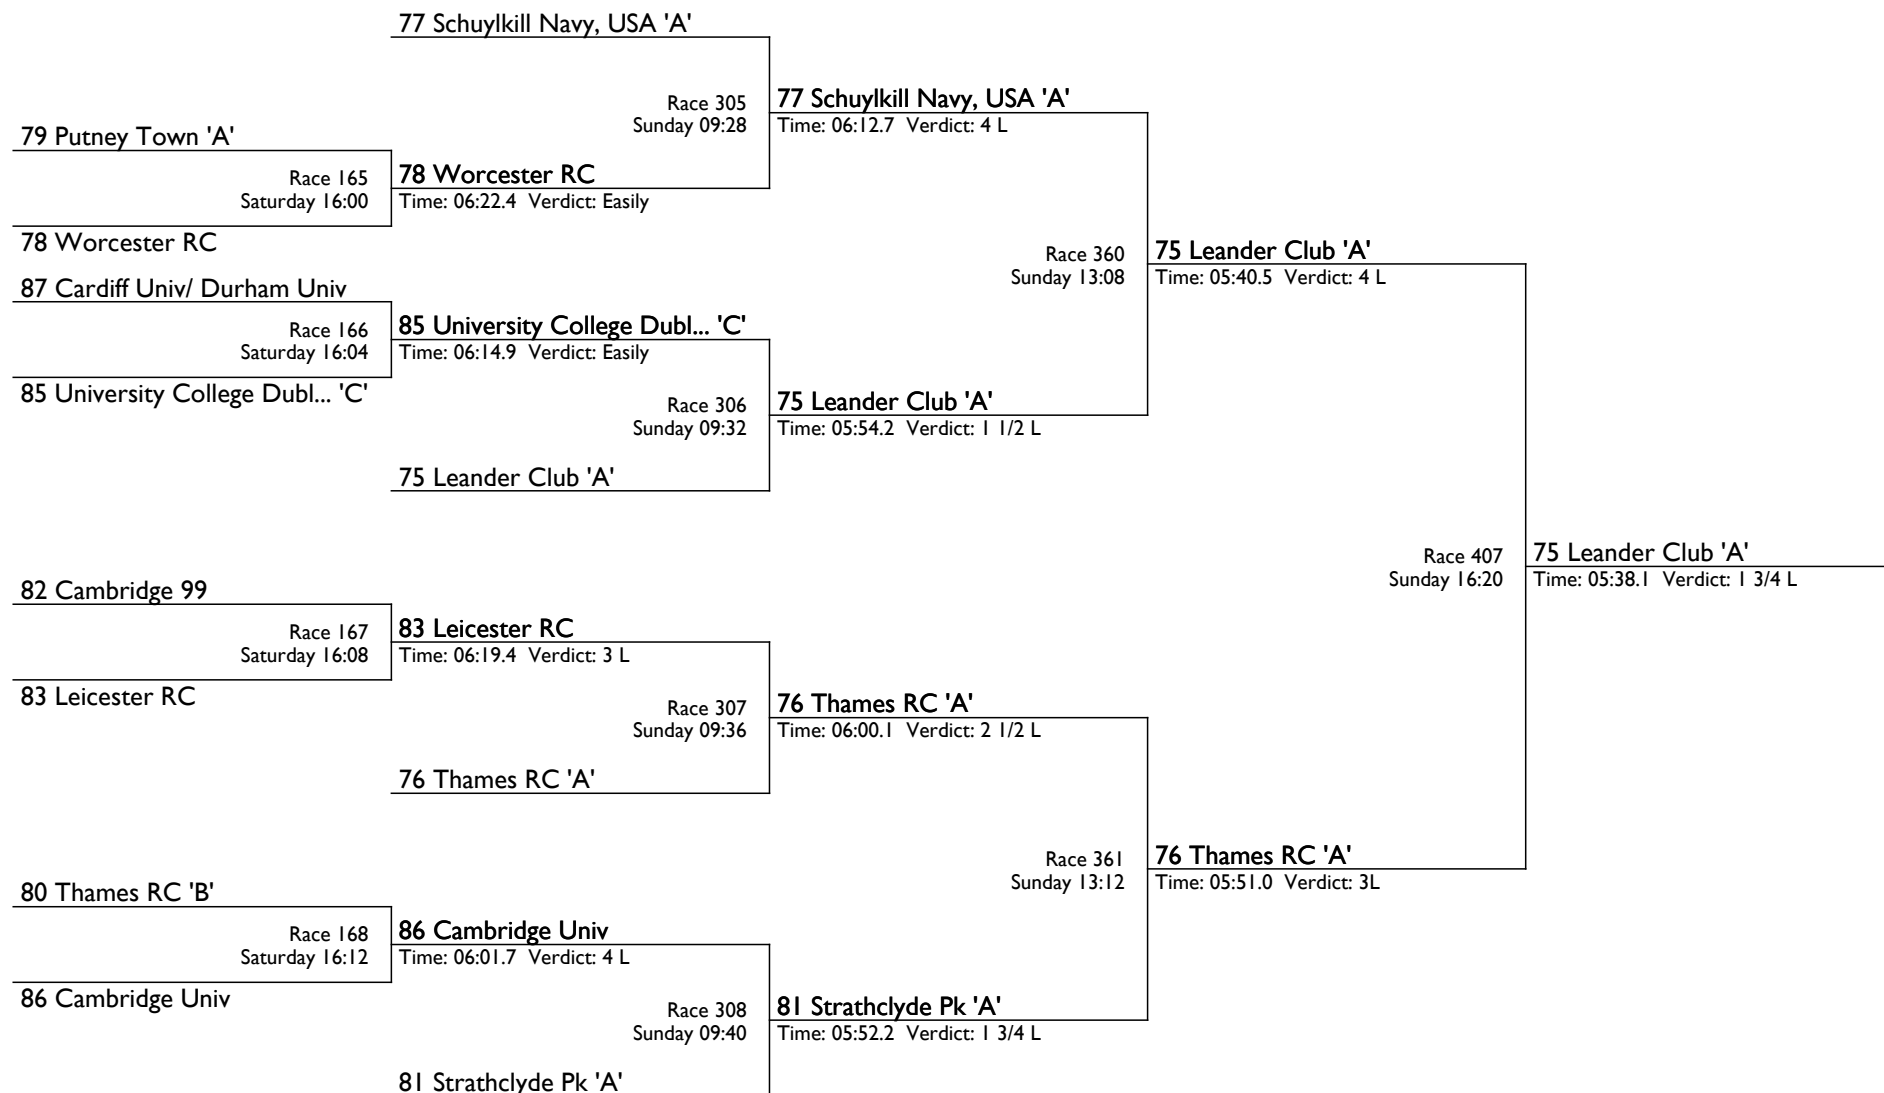 77 Schuylkill Navy, USA 'A'
Race 305
Sunday 09:28
77 Schuylkill Navy, USA 'A'
Time: 06:12.7 Verdict: 4 L
79 Putney Town 'A'
Race 165
Saturday 16:00
78 Worcester RC
Time: 06:22.4 Verdict: Easily
78 Worcester RC
Race 360
Sunday 13:08
75 Leander Club 'A'
Time: 05:40.5 Verdict: 4 L
87 Cardiff Univ/ Durham Univ
Race 166
Saturday 16:04
85 University College Dubl... 'C'
Time: 06:14.9 Verdict: Easily
85 University College Dubl... 'C'
Race 306
Sunday 09:32
75 Leander Club 'A'
Time: 05:54.2 Verdict: 1 1/2 L
75 Leander Club 'A'
Race 407
Sunday 16:20
75 Leander Club 'A'
Time: 05:38.1 Verdict: 1 3/4 L
82 Cambridge 99
Race 167
Saturday 16:08
83 Leicester RC
Time: 06:19.4 Verdict: 3 L
83 Leicester RC
Race 307
Sunday 09:36
76 Thames RC 'A'
Time: 06:00.1 Verdict: 2 1/2 L
76 Thames RC 'A'
Race 361
Sunday 13:12
76 Thames RC 'A'
Time: 05:51.0 Verdict: 3L
80 Thames RC 'B'
Race 168
Saturday 16:12
86 Cambridge Univ
Time: 06:01.7 Verdict: 4 L
86 Cambridge Univ
Race 308
Sunday 09:40
81 Strathclyde Pk 'A'
Time: 05:52.2 Verdict: 1 3/4 L
81 Strathclyde Pk 'A'